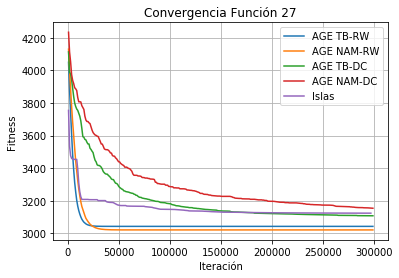 Convergencia Función 27
AGE TB-RW
AGE NAM-RW
AGE TB-DC
AGE NAM-DC
Islas
Fitness
4200
4000
3800
3600
3400
3200
3000
0 50000 100000 150000 200000 250000 300000
Iteración